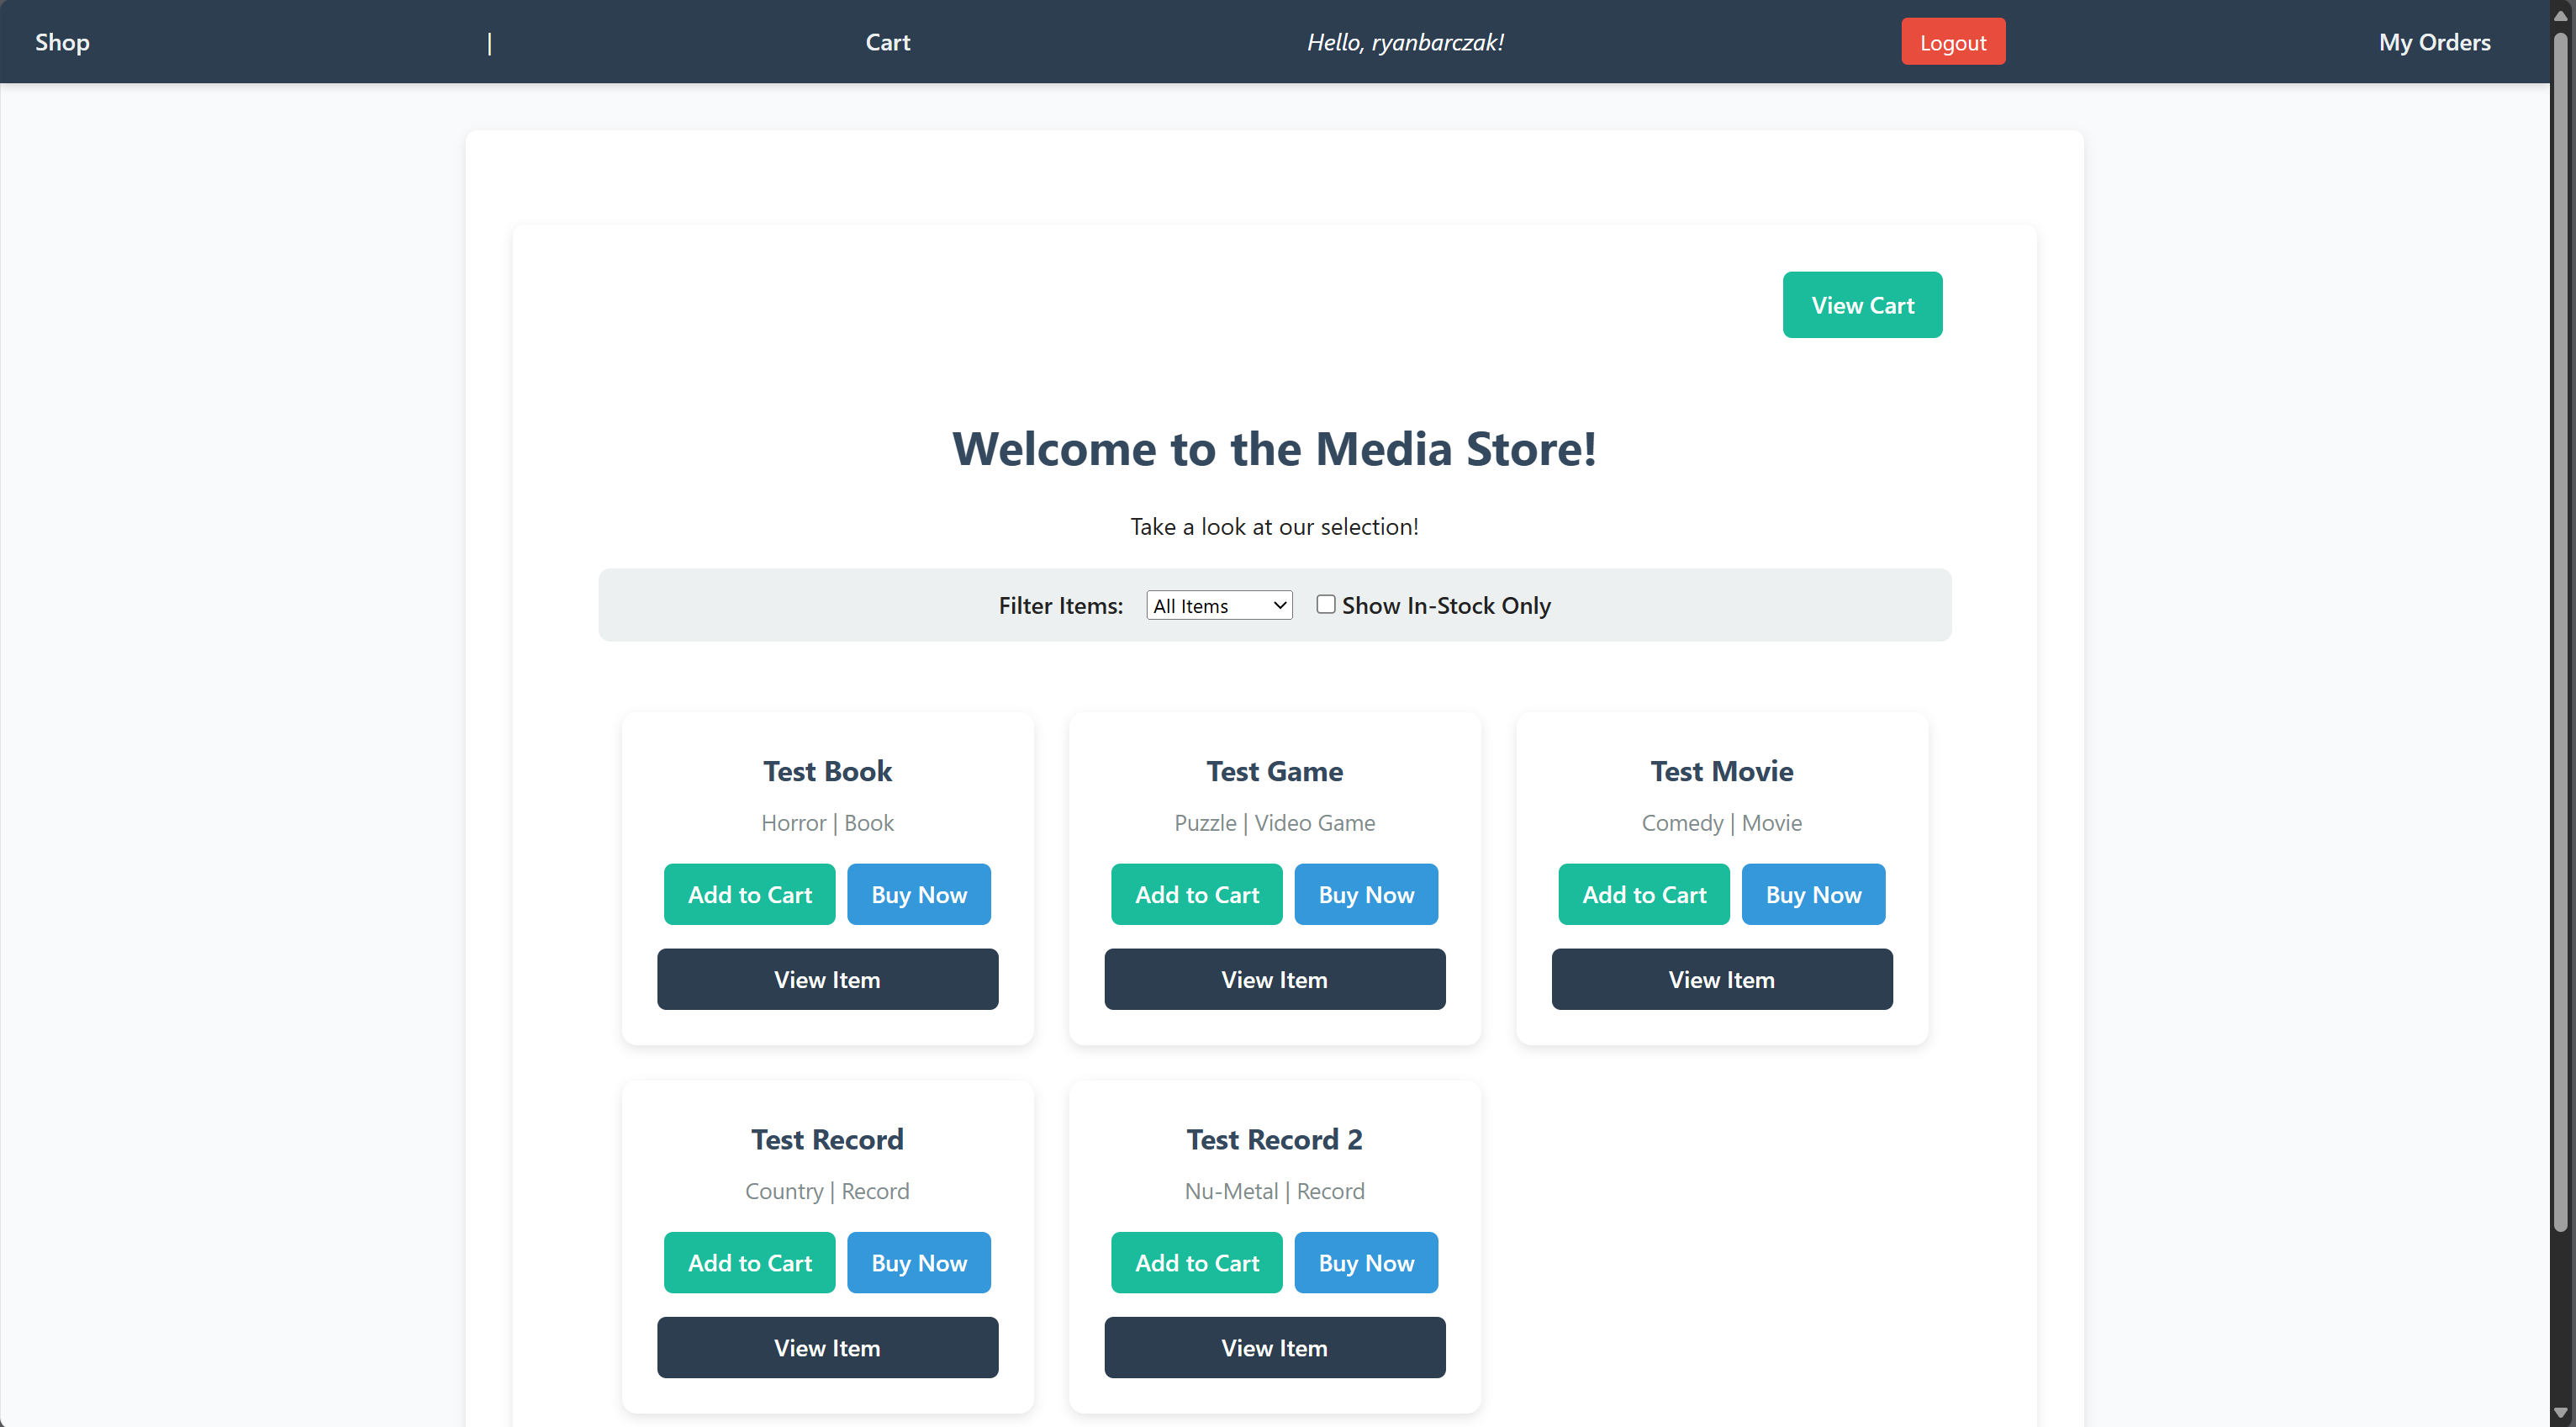 Shop | Cart Hello, ryanbarczak! Logout My Orders
View Cart
Welcome to the Media Store!
Take a look at our selection!
Filter Items: All Items Show In-Stock Only
Test Book
Horror | Book
Add to Cart Buy Now
View Item
Test Game
Puzzle | Video Game
Add to Cart Buy Now
View Item
Test Movie
Comedy | Movie
Add to Cart Buy Now
View Item
Test Record
Country | Record
Add to Cart Buy Now
View Item
Test Record 2
Nu-Metal | Record
Add to Cart Buy Now
View Item